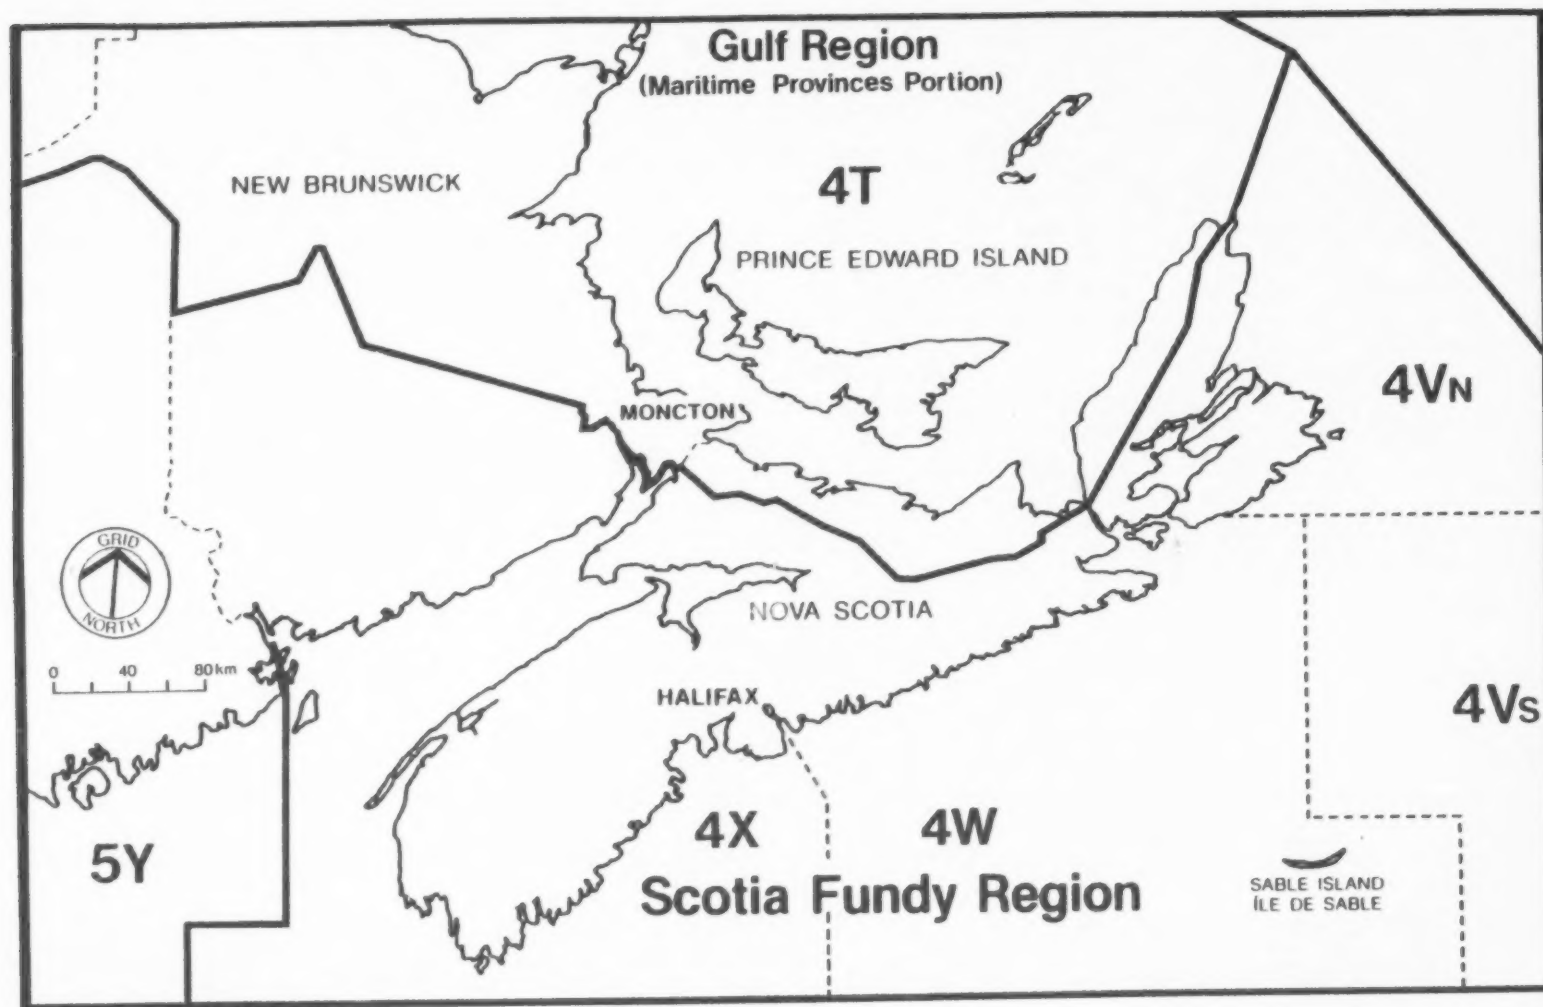 Gulf Region
(Maritime Provinces Portion)
NEW BRUNSWICK
4T
PRINCE EDWARD ISLAND
4VN
MONCTON
GRID
NORTH
NOVA SCOTIA
0 40 80km
HALIFAX
4VS
4X
4W
5Y
Scotia Fundy Region
SABLE ISLAND
ÎLE DE SABLE